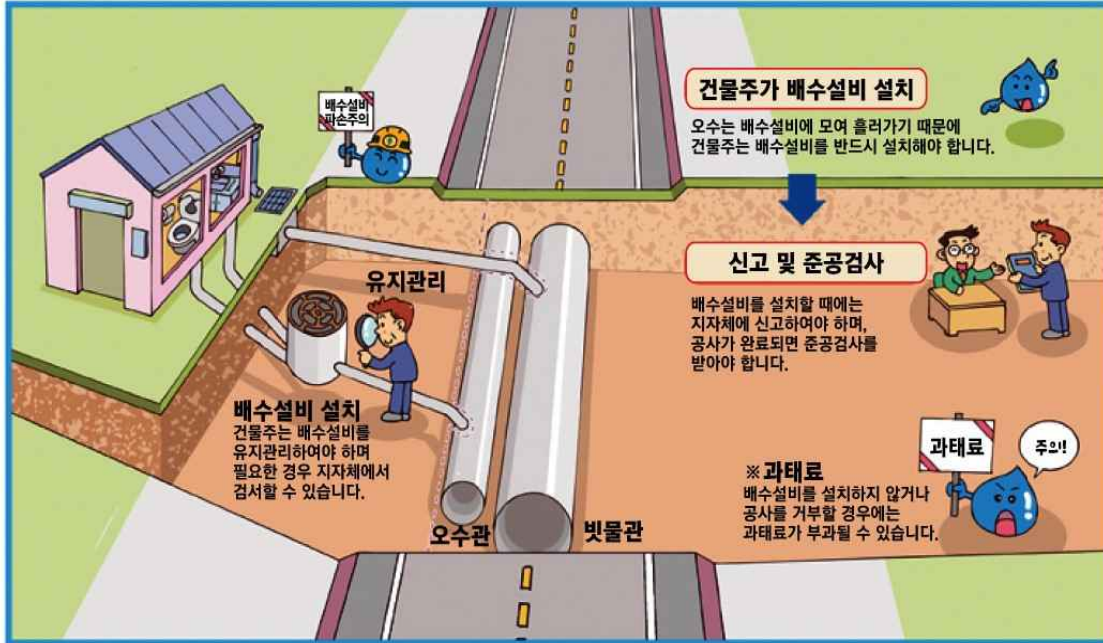 배수설비
파손주의
건물주가 배수설비 설치
오수는 배수설비에 모여 흘러가기 때문에
건물주는 배수설비를 반드시 설치해야 합니다.
신고 및 준공검사
배수설비를 설치할 때에는
지자체에 신고하여야 하며,
공사가 완료되면 준공검사를
받아야 합니다.
유지관리
배수설비 설치
건물주는 배수설비를
유지관리하여야 하며
필요한 경우 지자체에서
검서할 수 있습니다.
오수관
빗물관
과태료
주의!
※과태료
배수설비를 설치하지 않거나
공사를 거부할 경우에는
과태료가 부과될 수 있습니다.